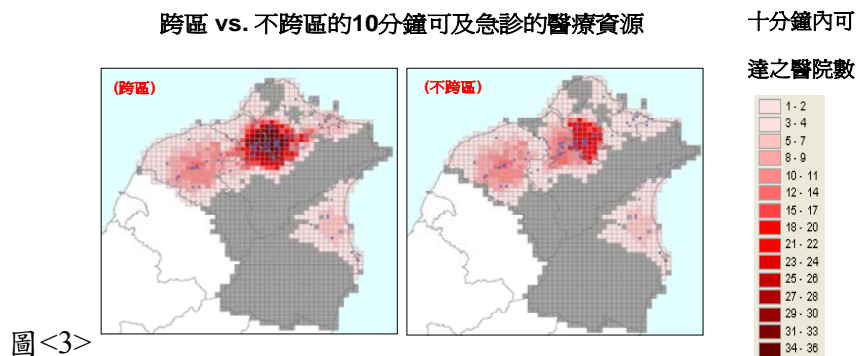 跨區 vs. 不跨區的10分鐘可及急診的醫療資源
(跨區)
(不跨區)
十分鐘內可
達之醫院數
1 - 2
3 - 4
5 - 7
8 - 9
10 - 11
12 - 14
15 - 17
18 - 20
21 - 22
23 - 24
25 - 26
27 - 28
29 - 30
31 - 33
34 - 36
圖<3>